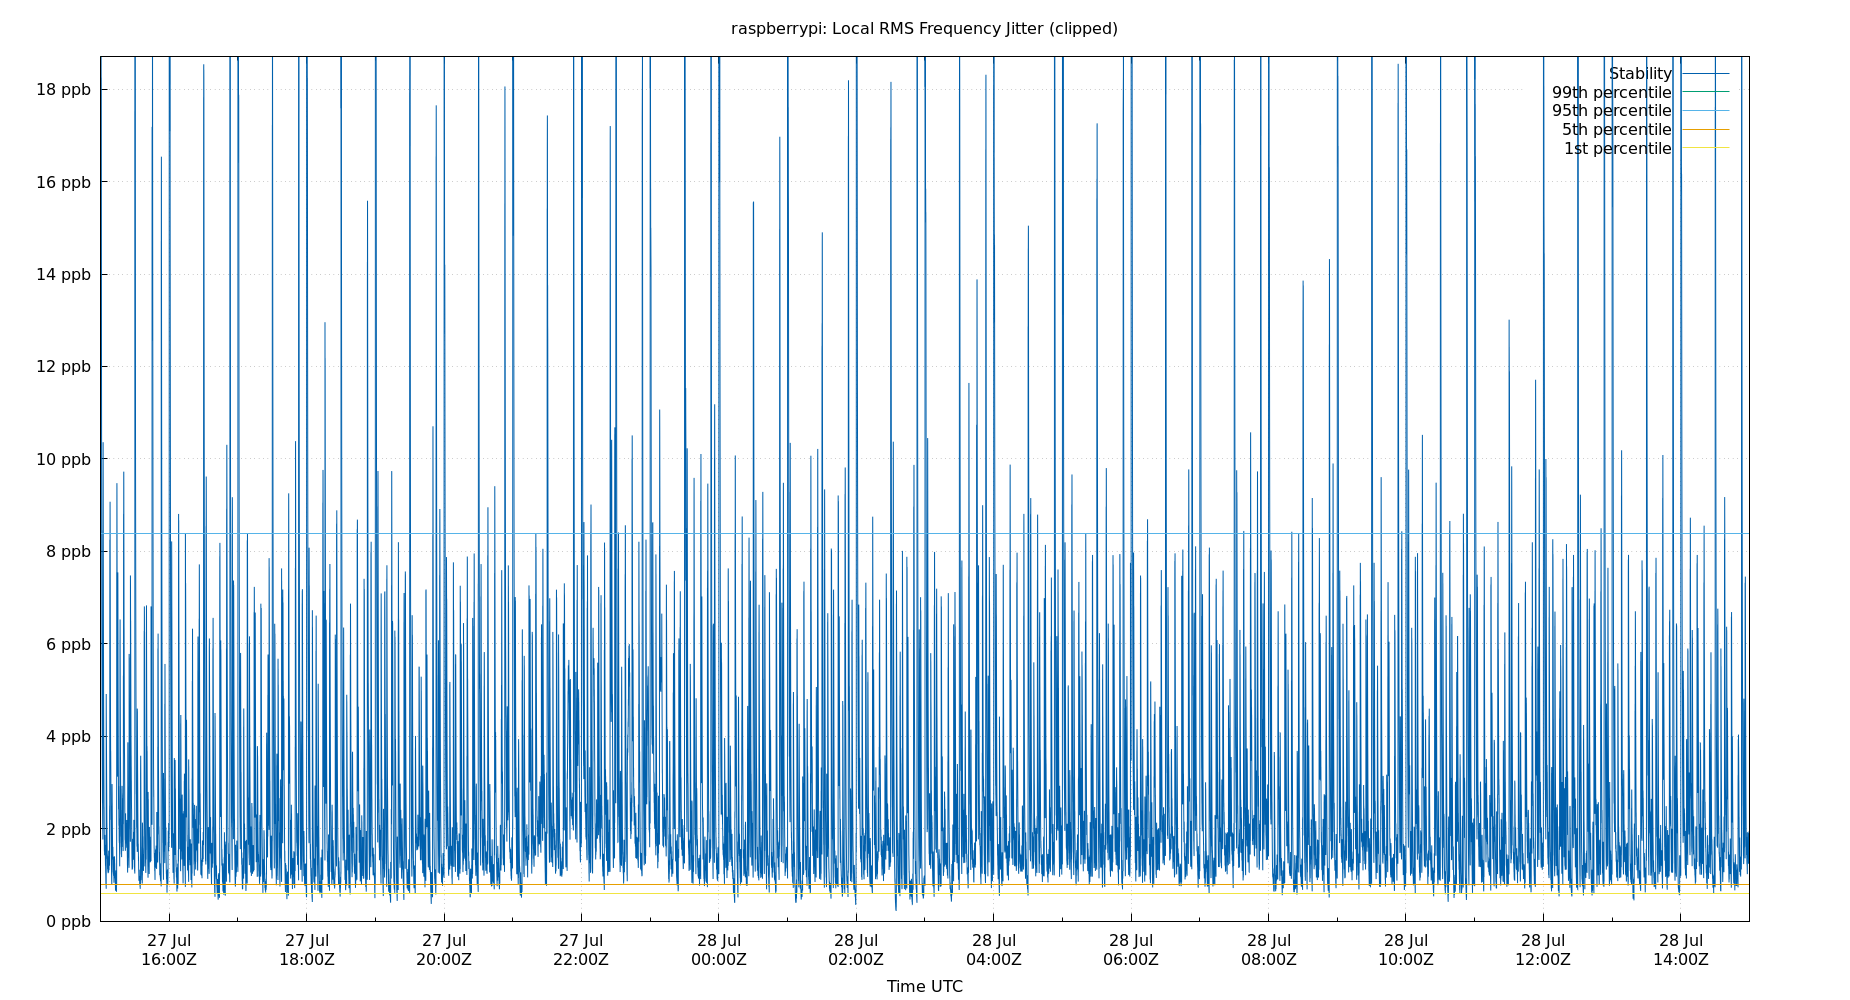 raspberrypi: Local RMS Frequency Jitter (clipped)
18 ppb
16 ppb
14 ppb
12 ppb
10 ppb
8 ppb
6 ppb
4 ppb
2 ppb
0 ppb
Stability
99th percentile
95th percentile
5th percentile
1st percentile
27 Jul 27 Jul 27 Jul 27 Jul 28 Jul 28 Jul 28 Jul 28 Jul 28 Jul 28 Jul 28 Jul 28 Jul
16:00Z 18:00Z 20:00Z 22:00Z 00:00Z 02:00Z 04:00Z 06:00Z 08:00Z 10:00Z 12:00Z 14:00Z
Time UTC